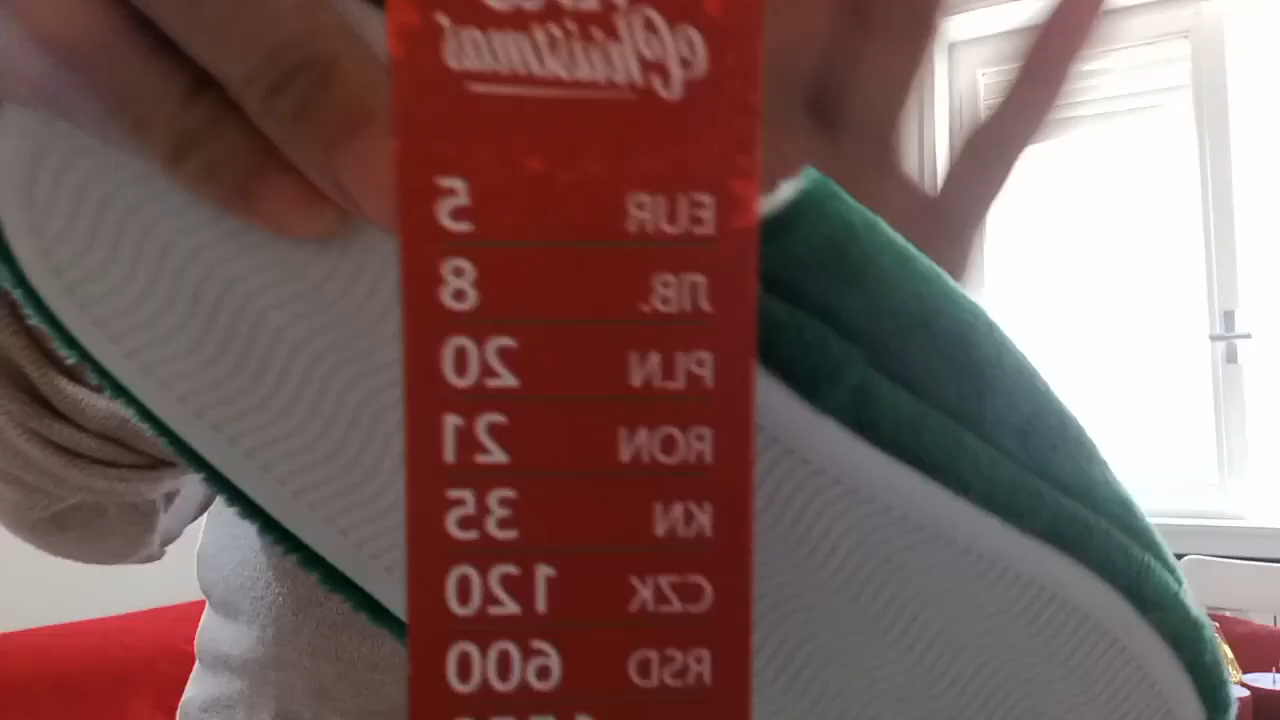 Christmas
EUR 5
ЛВ. 8
PLN 20
RON 21
KN 35
CZK 120
RSD 600